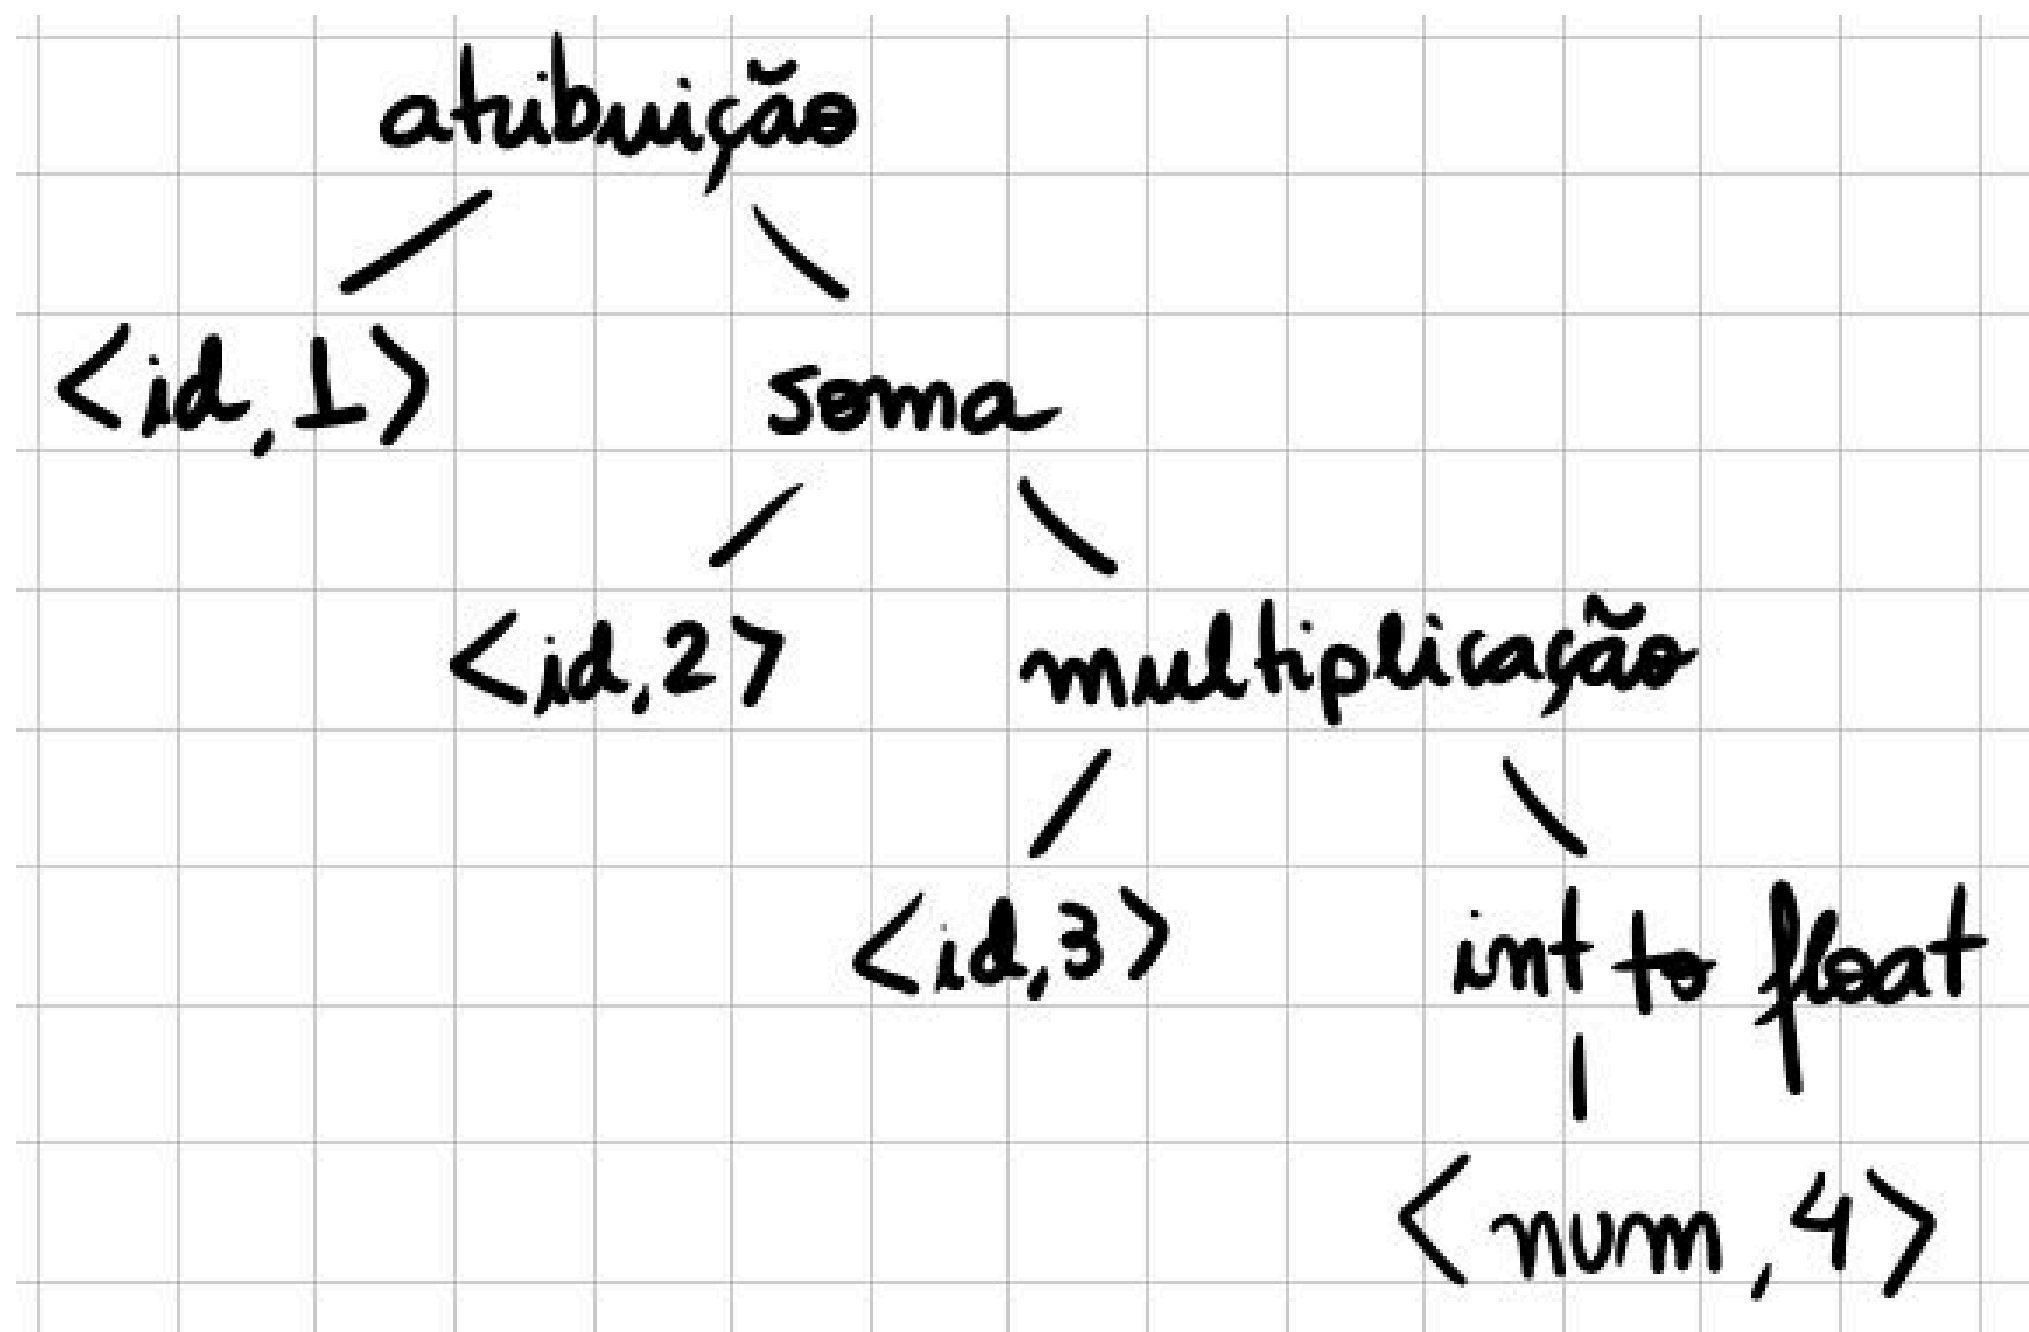 atribuição
<id, 1> soma
<id, 2> multiplicação
<id, 3> int to float
<num, 4>